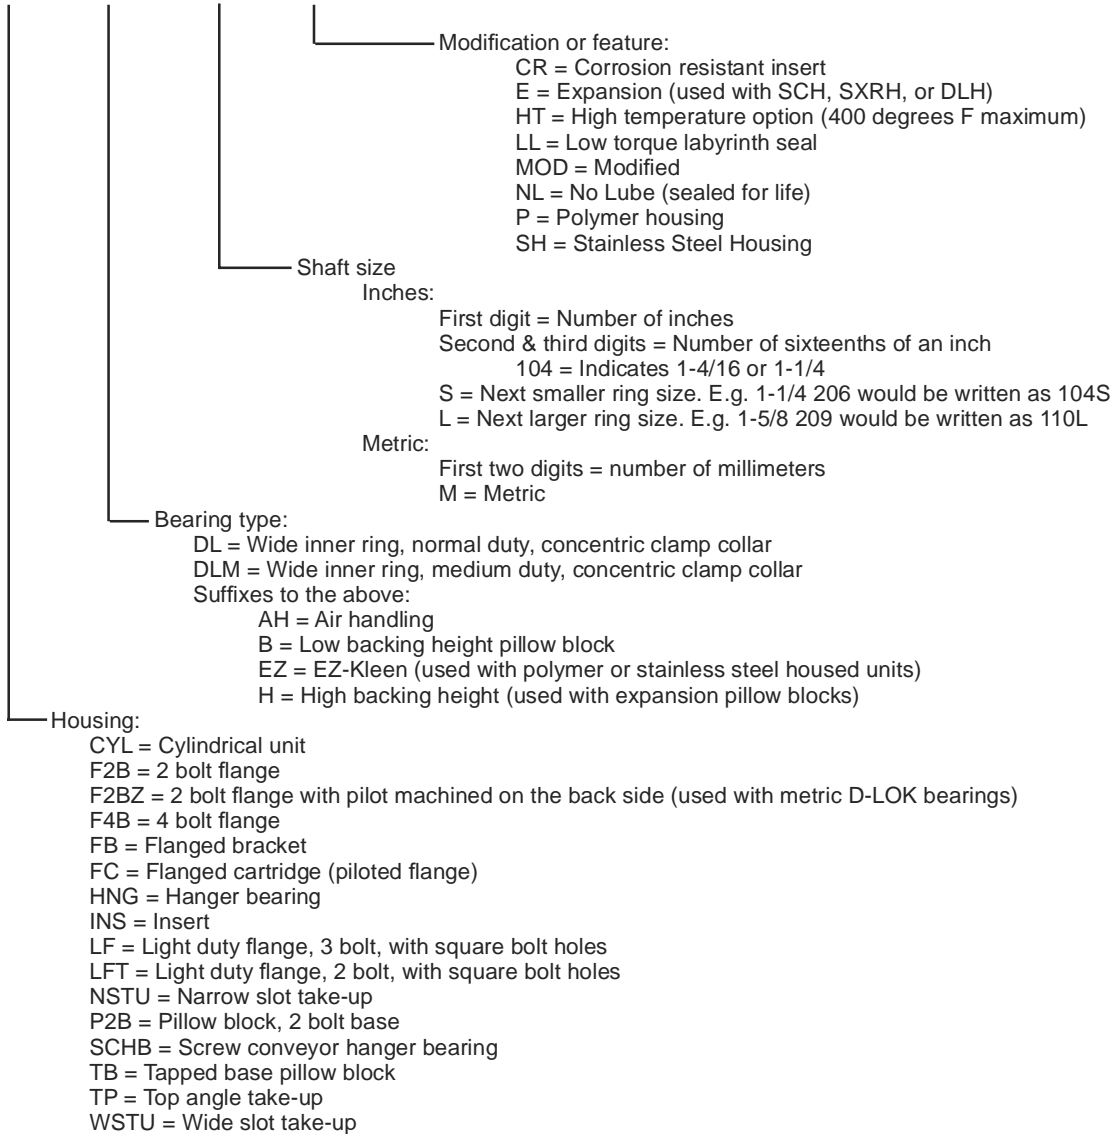 Modification or feature:
CR = Corrosion resistant insert
E = Expansion (used with SCH, SXRH, or DLH)
HT = High temperature option (400 degrees F maximum)
LL = Low torque labyrinth seal
MOD = Modified
NL = No Lube (sealed for life)
P = Polymer housing
SH = Stainless Steel Housing
Shaft size
Inches:
First digit = Number of inches
Second & third digits = Number of sixteenths of an inch
104 = Indicates 1-4/16 or 1-1/4
S = Next smaller ring size. E.g. 1-1/4 206 would be written as 104S
L = Next larger ring size. E.g. 1-5/8 209 would be written as 110L
Metric:
First two digits = number of millimeters
M = Metric
Bearing type:
DL = Wide inner ring, normal duty, concentric clamp collar
DLM = Wide inner ring, medium duty, concentric clamp collar
Suffixes to the above:
AH = Air handling
B = Low backing height pillow block
EZ = EZ-Kleen (used with polymer or stainless steel housed units)
H = High backing height (used with expansion pillow blocks)
Housing:
CYL = Cylindrical unit
F2B = 2 bolt flange
F2BZ = 2 bolt flange with pilot machined on the back side (used with metric D-LOK bearings)
F4B = 4 bolt flange
FB = Flanged bracket
FC = Flanged cartridge (piloted flange)
HNG = Hanger bearing
INS = Insert
LF = Light duty flange, 3 bolt, with square bolt holes
LFT = Light duty flange, 2 bolt, with square bolt holes
NSTU = Narrow slot take-up
P2B = Pillow block, 2 bolt base
SCHB = Screw conveyor hanger bearing
TB = Tapped base pillow block
TP = Top angle take-up
WSTU = Wide slot take-up